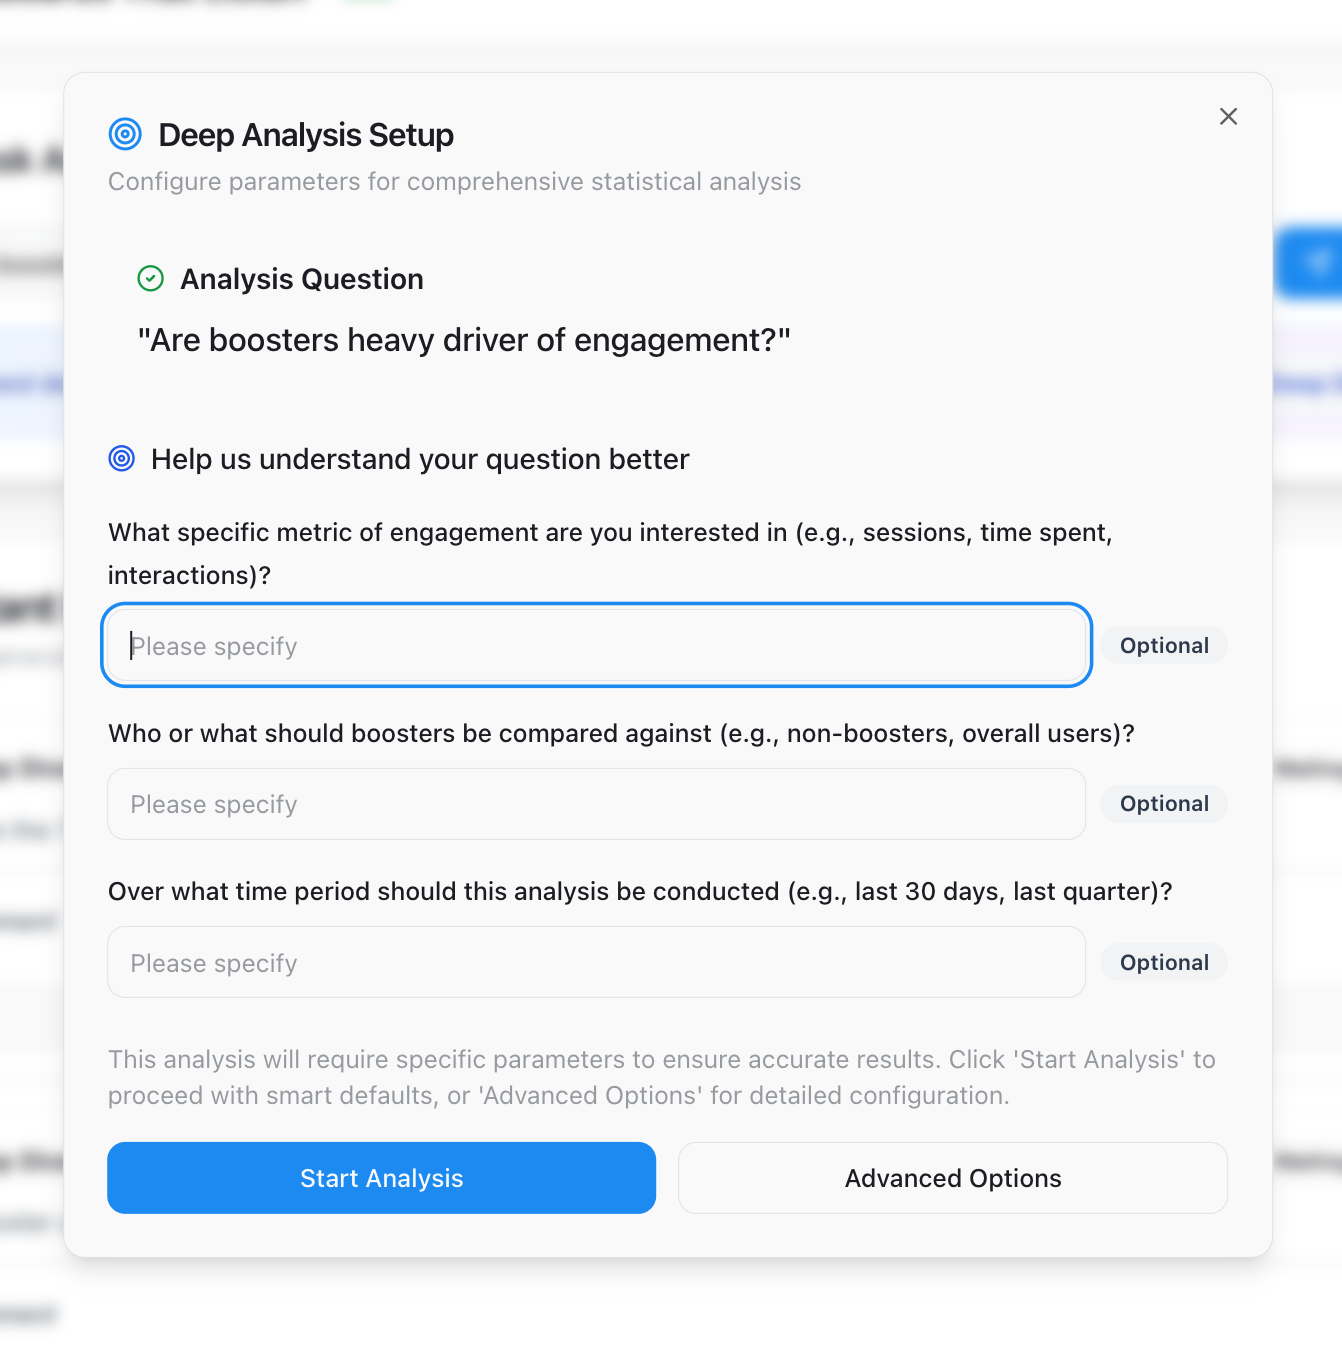 Deep Analysis Setup
Configure parameters for comprehensive statistical analysis
Analysis Question
"Are boosters heavy driver of engagement?"
Help us understand your question better
What specific metric of engagement are you interested in (e.g., sessions, time spent,
interactions)?
Please specify
Optional
Who or what should boosters be compared against (e.g., non-boosters, overall users)?
Please specify
Optional
Over what time period should this analysis be conducted (e.g., last 30 days, last quarter)?
Please specify
Optional
This analysis will require specific parameters to ensure accurate results. Click 'Start Analysis' to
proceed with smart defaults, or 'Advanced Options' for detailed configuration.
Start Analysis
Advanced Options